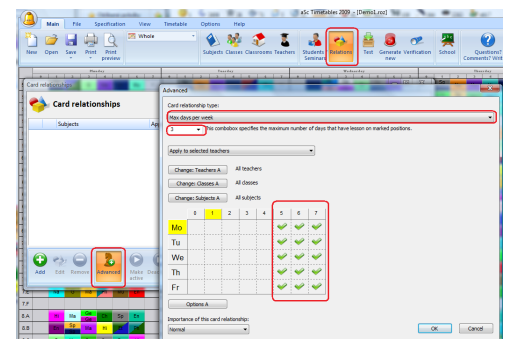 aSc Timetables 2009 - [Demo1.roz]
Main File Specification View Timetable Options Help
Whole
New Open Save Print Print preview Subjects Classes Classrooms Teachers Students Seminars Relations Test Generate new Verification School Questions?
Comments?
Monday Tuesday Wednesday
Card relationships
Card relationships
Subjects
Add Edit Remove Advanced Make active
Advanced
Card relationship type:
Max days per week
3 This combobox specifies the maximum number of days that have lesson on marked positions.
Apply to selected teachers
Change: Teachers A All teachers
Change: Classes A All classes
Change: Subjects A All subjects
0 1 2 3 4 5 6 7
Mo
Tu
We
Th
Fr
Options A
Importance of this card relationship:
Normal
OK Cancel
7.F
8.A
8.B